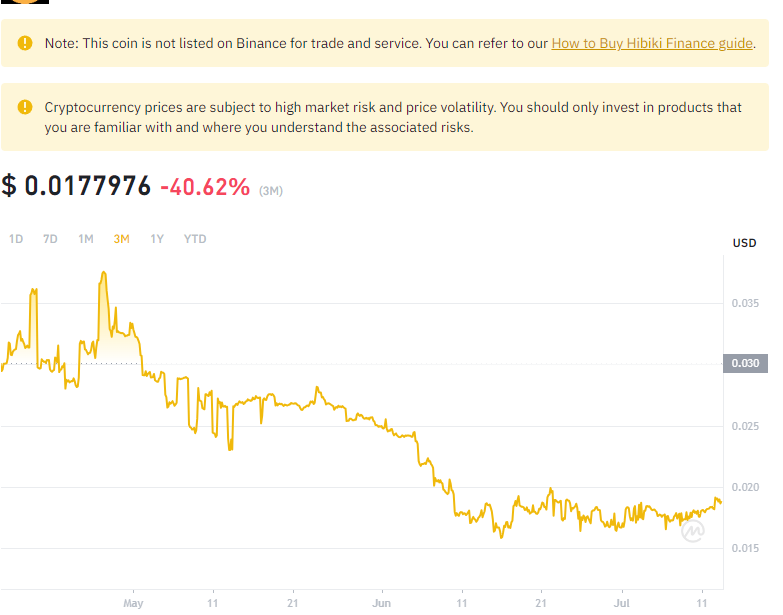 Note: This coin is not listed on Binance for trade and service. You can refer to our How to Buy Hibiki Finance guide.
Cryptocurrency prices are subject to high market risk and price volatility. You should only invest in products that
you are familiar with and where you understand the associated risks.
$ 0.0177976 -40.62% (3M)
1D 7D 1M 3M 1Y YTD
USD
0.035
0.030
0.025
0.020
0.015
May 11 21 Jun 11 21 Jul 11